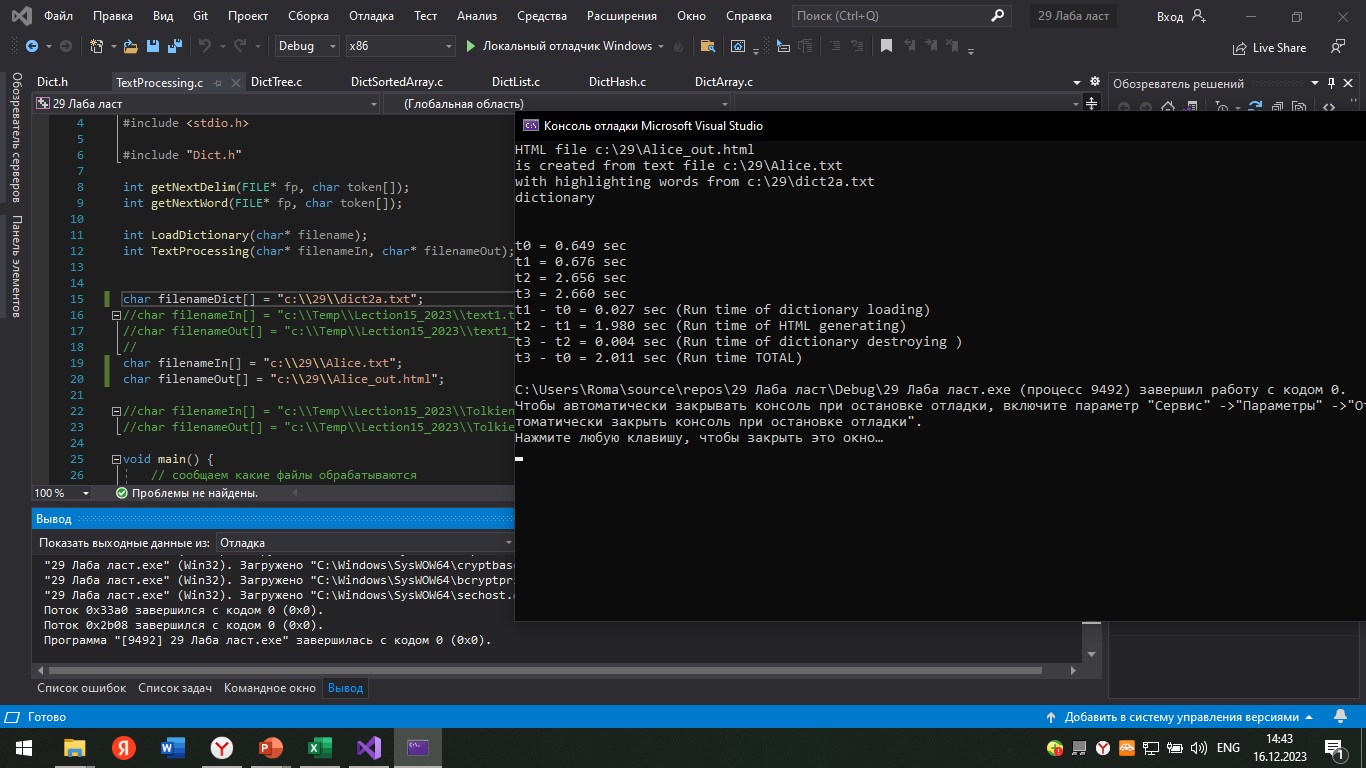 Файл Правка Вид Git Проект Сборка Отладка Тест Анализ Средства Расширения Окно Справка Поиск (Ctrl+Q) 29 Лаба ласт Вход
Debug x86 Локальный отладчик Windows Live Share
Dict.h TextProcessing.c DictTree.c DictSortedArray.c DictList.c DictHash.c DictArray.c
Обозреватель решений
Обозреватель серверов
Панель элементов
29 Лаба ласт (Глобальная область)
4 #include <stdio.h>
5
6 #include "Dict.h"
7
8 int getNextDelim(FILE* fp, char token[]);
9 int getNextWord(FILE* fp, char token[]);
10
11 int LoadDictionary(char* filename);
12 int TextProcessing(char* filenameIn, char* filenameOut);
13
14
15 char filenameDict[] = "c:\\29\\dict2a.txt";
16 //char filenameIn[] = "c:\\Temp\\Lection15_2023\\text1.t
17 //char filenameOut[] = "c:\\Temp\\Lection15_2023\\text1_
18 //
19 char filenameIn[] = "c:\\29\\Alice.txt";
20 char filenameOut[] = "c:\\29\\Alice_out.html";
21
22 //char filenameIn[] = "c:\\Temp\\Lection15_2023\\Tolkien
23 //char filenameOut[] = "c:\\Temp\\Lection15_2023\\Tolkie
24
25 void main() {
26 // сообщаем какие файлы обрабатываются
100 % Проблемы не найдены.
Консоль отладки Microsoft Visual Studio
HTML file c:\29\Alice_out.html
is created from text file c:\29\Alice.txt
with highlighting words from c:\29\dict2a.txt
dictionary
t0 = 0.649 sec
t1 = 0.676 sec
t2 = 2.656 sec
t3 = 2.660 sec
t1 - t0 = 0.027 sec (Run time of dictionary loading)
t2 - t1 = 1.980 sec (Run time of HTML generating)
t3 - t2 = 0.004 sec (Run time of dictionary destroying )
t3 - t0 = 2.011 sec (Run time TOTAL)
C:\Users\Roma\source\repos\29 Лаба ласт\Debug\29 Лаба ласт.exe (процесс 9492) завершил работу с кодом 0.
Чтобы автоматически закрывать консоль при остановке отладки, включите параметр "Сервис" ->"Параметры" ->"От
томатически закрыть консоль при остановке отладки".
Нажмите любую клавишу, чтобы закрыть это окно…
Вывод
Показать выходные данные из: Отладка
"29 Лаба ласт.exe" (Win32). Загружено "C:\Windows\SysWOW64\cryptbas
"29 Лаба ласт.exe" (Win32). Загружено "C:\Windows\SysWOW64\bcryptpr
"29 Лаба ласт.exe" (Win32). Загружено "C:\Windows\SysWOW64\sechost.
Поток 0x33a0 завершился с кодом 0 (0x0).
Поток 0x2b08 завершился с кодом 0 (0x0).
Программа "[9492] 29 Лаба ласт.exe" завершилась с кодом 0 (0x0).
Список ошибок Список задач Командное окно Вывод
Готово Добавить в систему управления версиями
ENG 14:43
16.12.2023
1